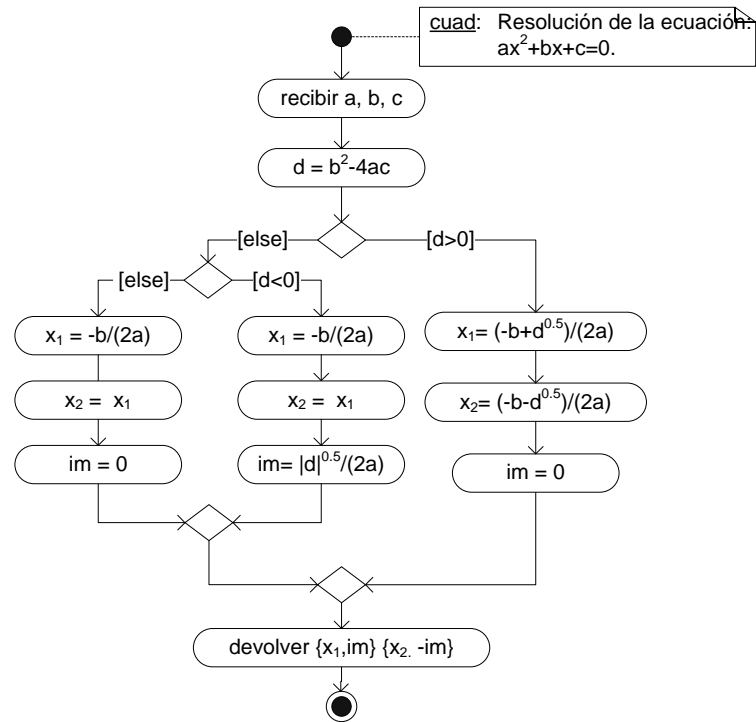 cuad: Resolución de la ecuación:
ax²+bx+c=0.
recibir a, b, c
d = b²-4ac
[else]
[d>0]
[else]
[d<0]
x₁ = -b/(2a)
x₁ = -b/(2a)
x₁= (-b+d⁰·⁵)/(2a)
x₂ = x₁
x₂ = x₁
x₂= (-b-d⁰·⁵)/(2a)
im = 0
im= |d|⁰·⁵/(2a)
im = 0
devolver {x₁,im} {x₂. -im}